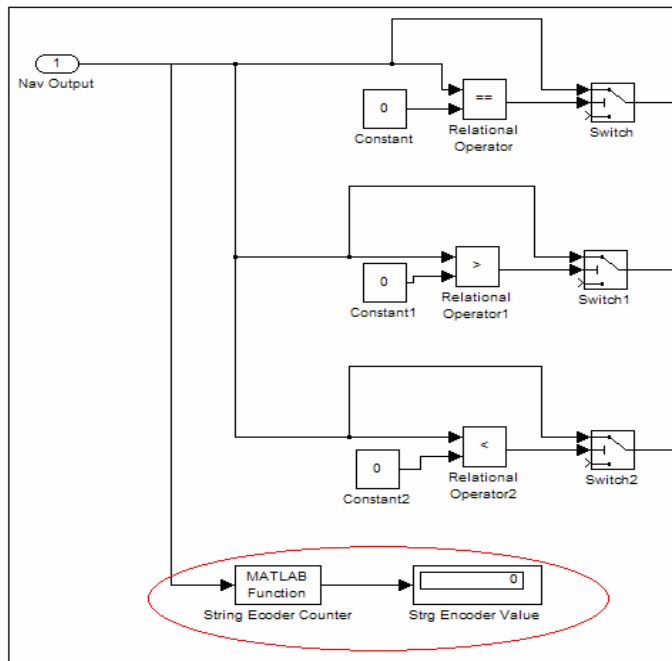 1
Nav Output
0
Constant
==
Relational
Operator
Switch
0
Constant1
>
Relational
Operator1
Switch1
0
Constant2
<
Relational
Operator2
Switch2
MATLAB
Function
String Ecoder Counter
0
Strg Encoder Value